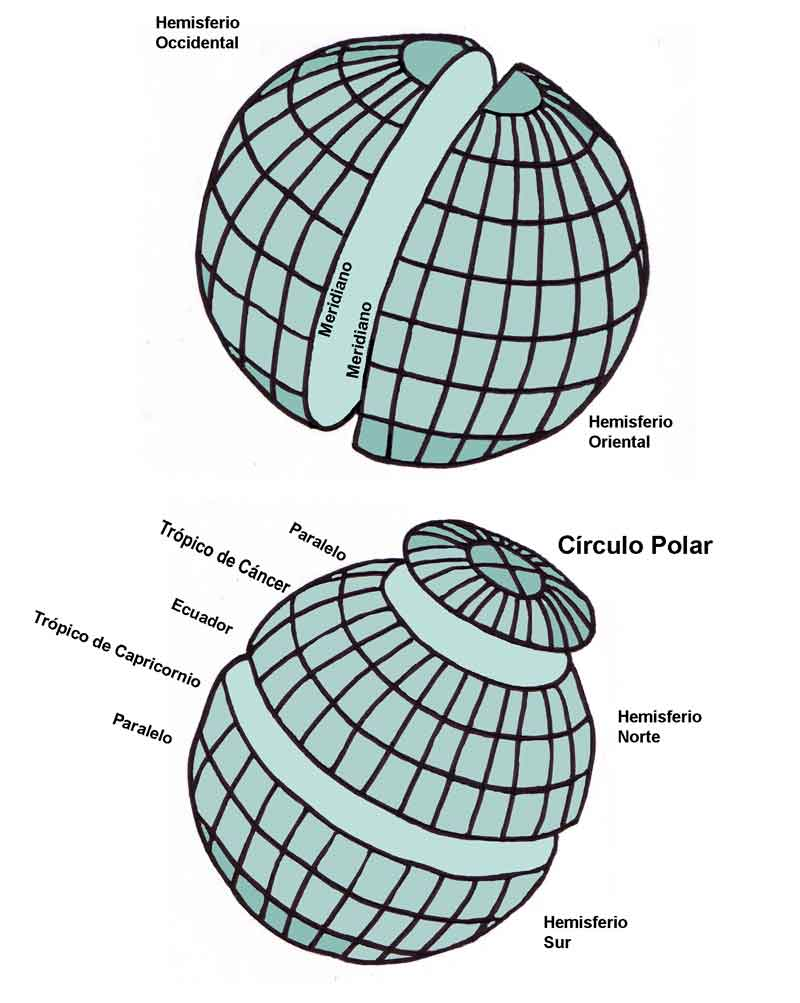 Hemisferio
Occidental
Meridiano
Meridiano
Hemisferio
Oriental
Círculo Polar
Paralelo
Trópico de Cáncer
Ecuador
Trópico de Capricornio
Paralelo
Hemisferio
Norte
Hemisferio
Sur